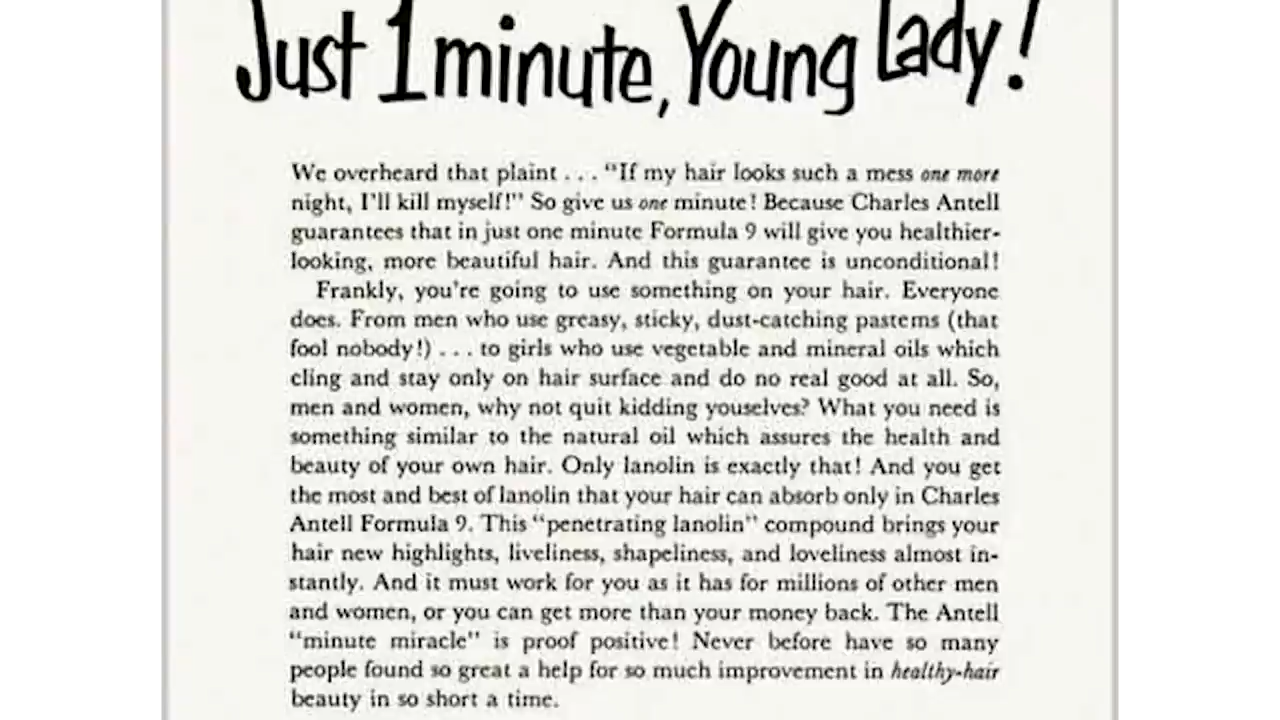 Just 1 minute, Young Lady!
We overheard that plaint . . . "If my hair looks such a mess one more
night, I'll kill myself!" So give us one minute! Because Charles Antell
guarantees that in just one minute Formula 9 will give you healthier-
looking, more beautiful hair. And this guarantee is unconditional!
Frankly, you're going to use something on your hair. Everyone
does. From men who use greasy, sticky, dust-catching pastems (that
fool nobody!) . . . to girls who use vegetable and mineral oils which
cling and stay only on hair surface and do no real good at all. So,
men and women, why not quit kidding youselves? What you need is
something similar to the natural oil which assures the health and
beauty of your own hair. Only lanolin is exactly that! And you get
the most and best of lanolin that your hair can absorb only in Charles
Antell Formula 9. This "penetrating lanolin" compound brings your
hair new highlights, liveliness, shapeliness, and loveliness almost in-
stantly. And it must work for you as it has for millions of other men
and women, or you can get more than your money back. The Antell
"minute miracle" is proof positive! Never before have so many
people found so great a help for so much improvement in healthy-hair
beauty in so short a time.